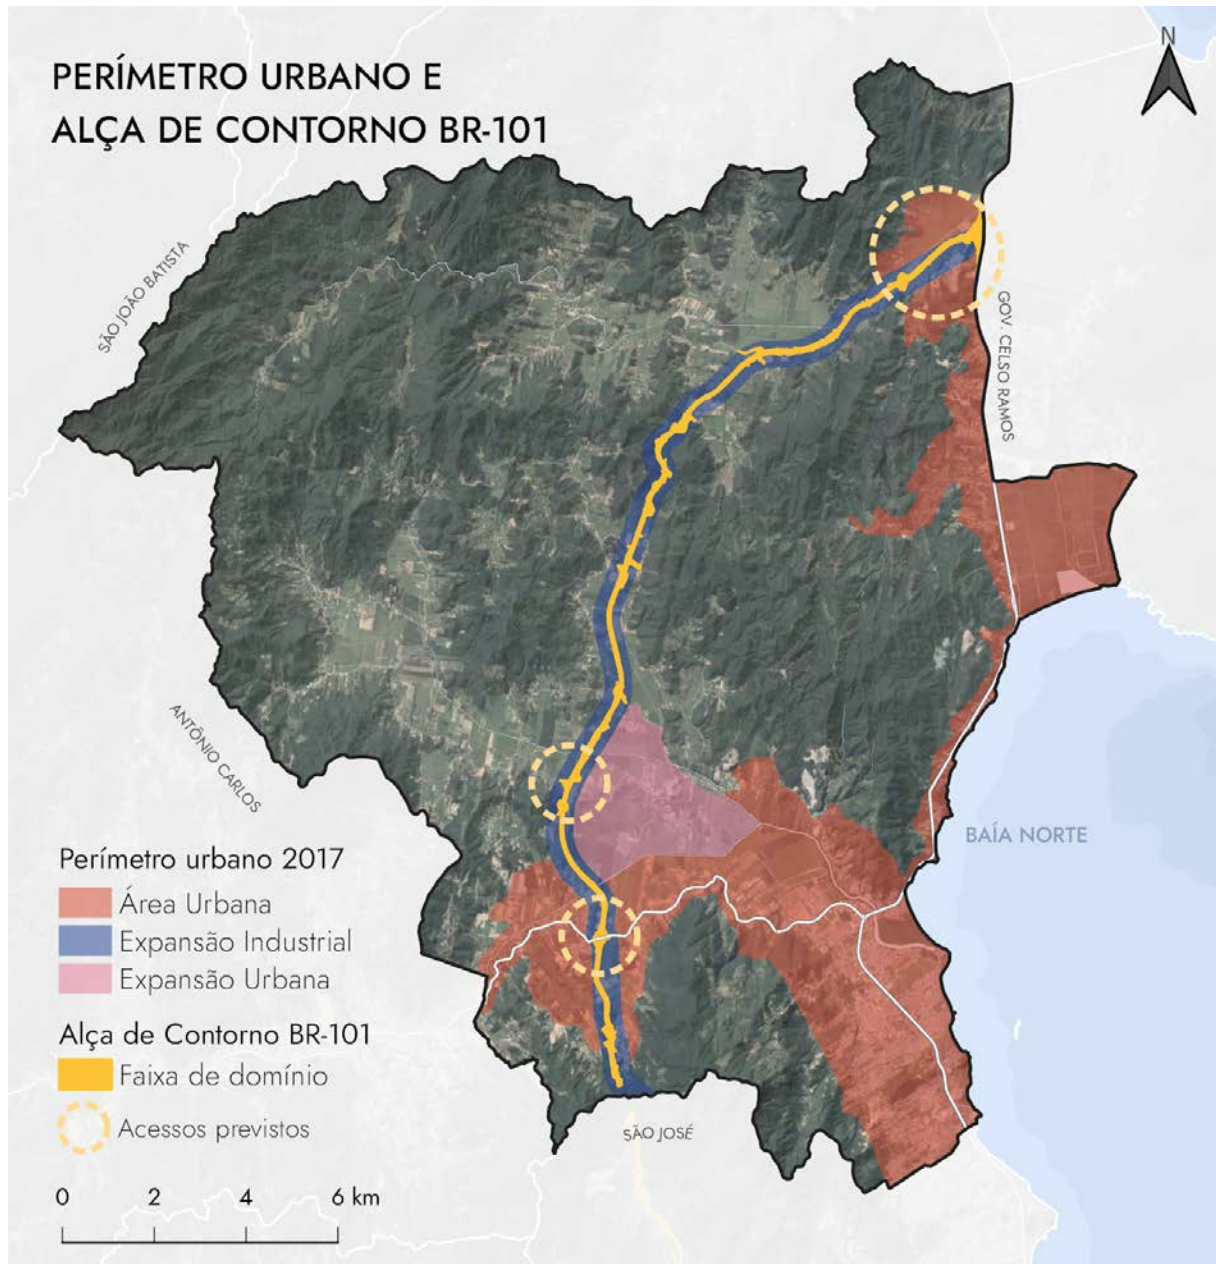 PERÍMETRO URBANO E
ALÇA DE CONTORNO BR-101
N
SÃO JOÃO BATISTA
GOV. CELSO RAMOS
ANTÔNIO CARLOS
BAÍA NORTE
SÃO JOSÉ
Perímetro urbano 2017
Área Urbana
Expansão Industrial
Expansão Urbana
Alça de Contorno BR-101
Faixa de domínio
Acessos previstos
0 2 4 6 km